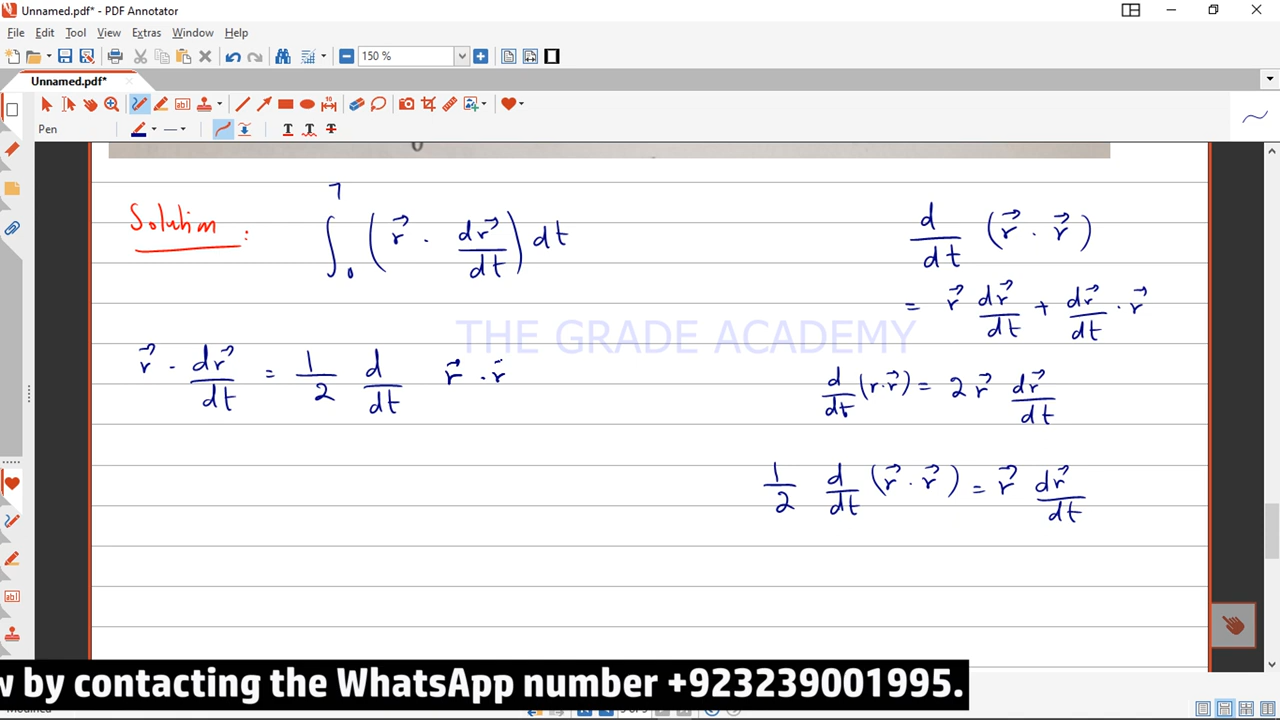 Unnamed.pdf* - PDF Annotator
File Edit Tool View Extras Window Help
150 %
Unnamed.pdf*
Pen
Solution :
∫₀⁷ (r⃗ · dr⃗/dt) dt
d/dt (r⃗ · r⃗)
= r⃗ dr⃗/dt + dr⃗/dt · r⃗
THE GRADE ACADEMY
r⃗ · dr⃗/dt = 1/2 d/dt r⃗ · r⃗
d/dt (r·r⃗) = 2 r⃗ dr⃗/dt
1/2 d/dt (r⃗ · r⃗) = r⃗ dr⃗/dt
w by contacting the WhatsApp number +923239001995.